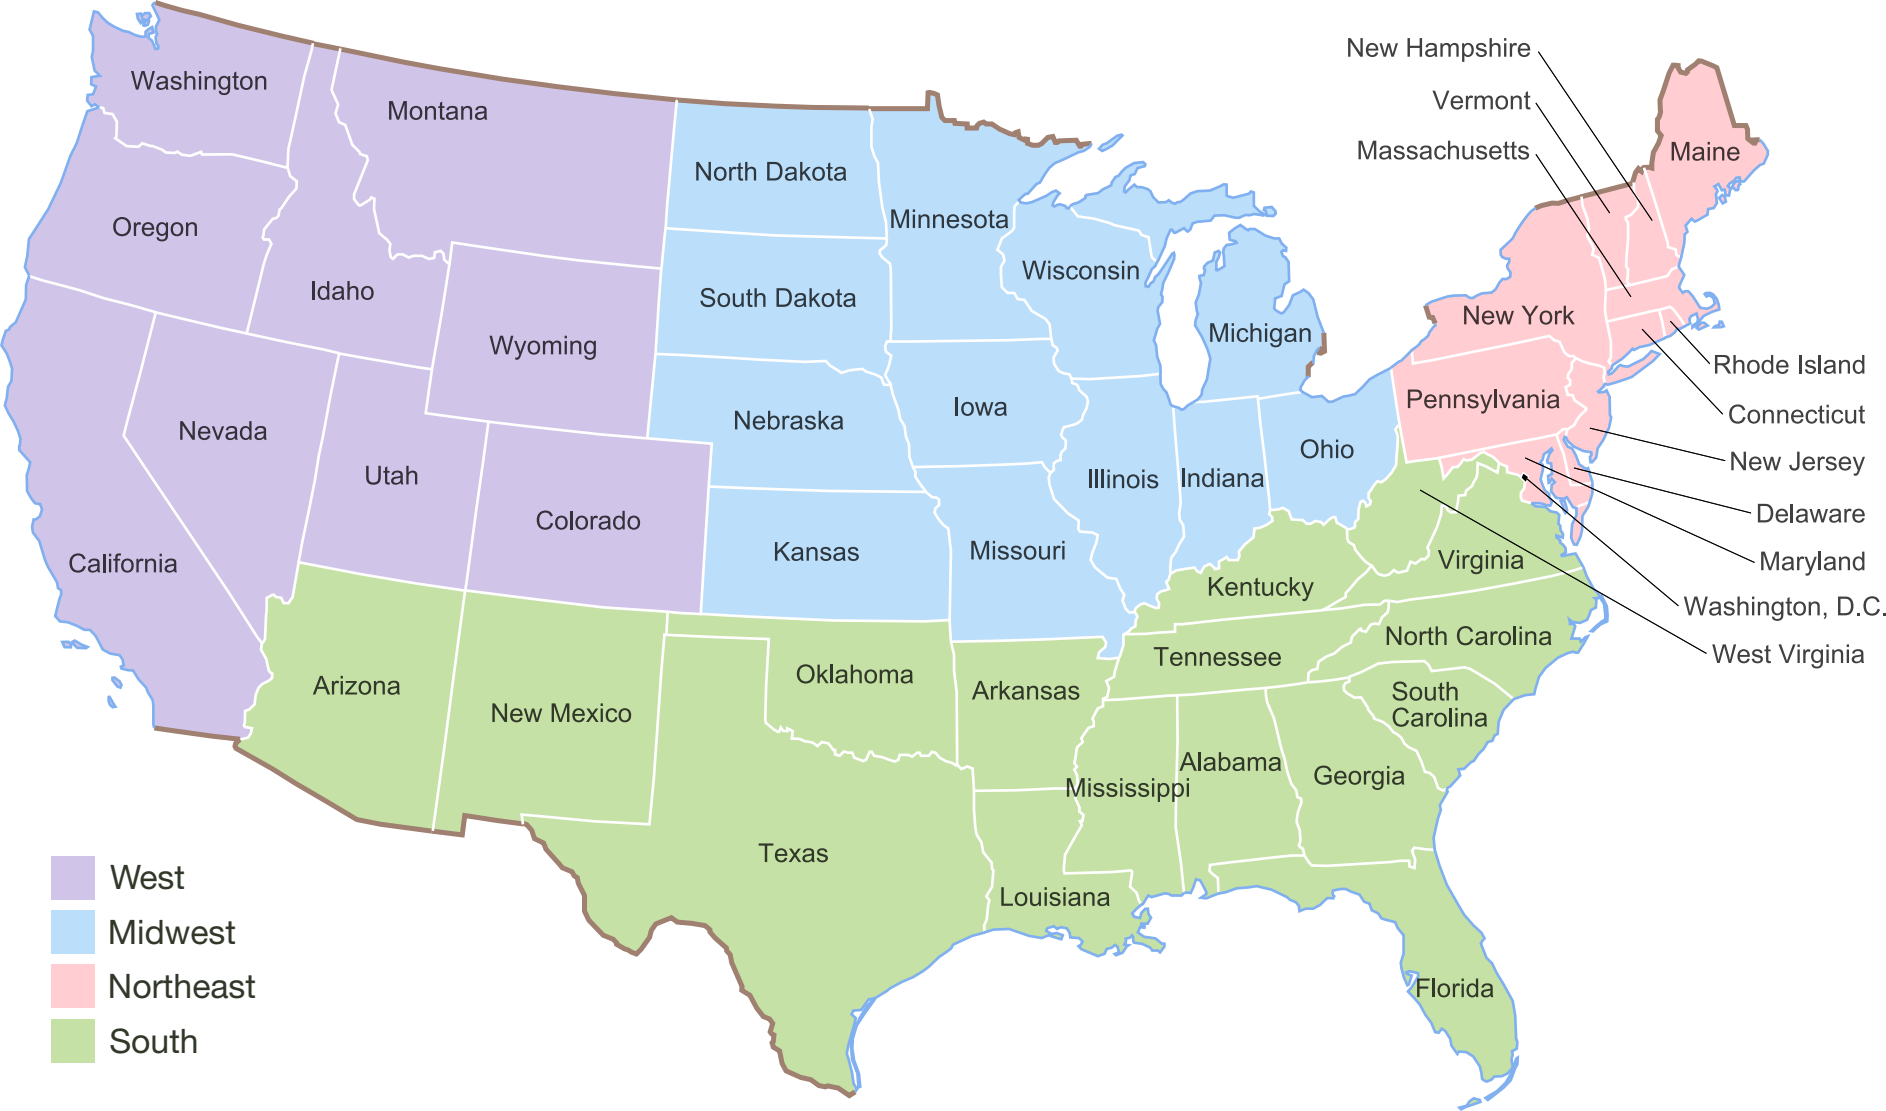 New Hampshire
Vermont
Massachusetts
Washington
Montana
North Dakota
Minnesota
Maine
Oregon
Idaho
South Dakota
Wisconsin
Michigan
New York
Wyoming
Rhode Island
Nevada
Nebraska
Iowa
Pennsylvania
Connecticut
Utah
Colorado
Illinois
Indiana
Ohio
New Jersey
California
Kansas
Missouri
Kentucky
Virginia
Delaware
Maryland
Washington, D.C.
West Virginia
Arizona
New Mexico
Oklahoma
Arkansas
Tennessee
North Carolina
South
Carolina
Texas
Louisiana
Mississippi
Alabama
Georgia
Florida
West
Midwest
Northeast
South